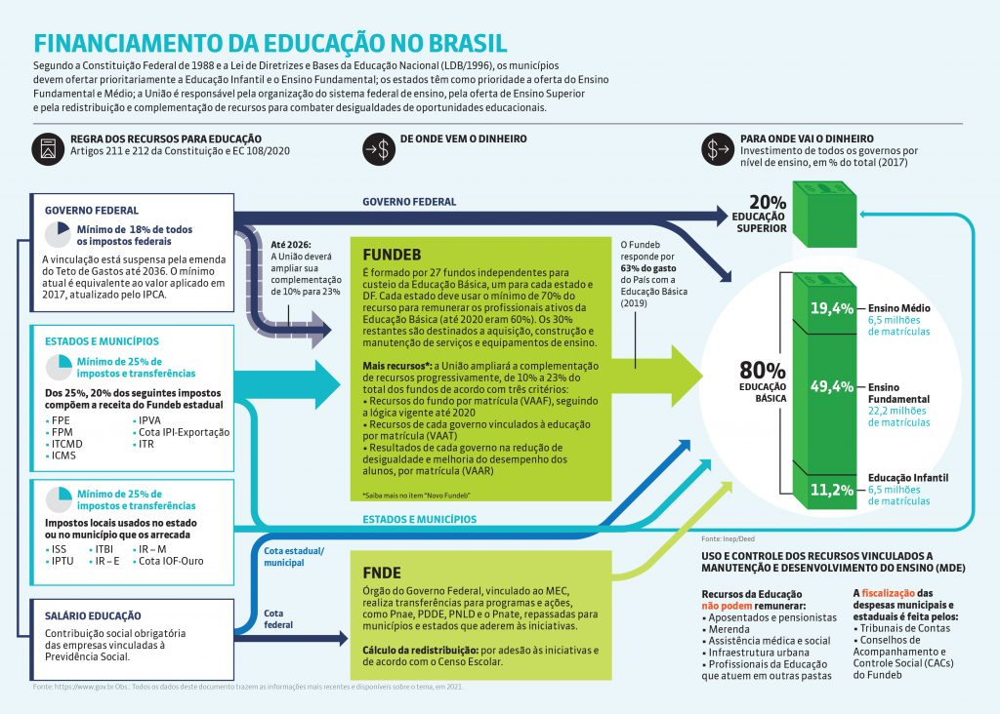 FINANCIAMENTO DA EDUCAÇÃO NO BRASIL
Segundo a Constituição Federal de 1988 e a Lei de Diretrizes e Bases da Educação Nacional (LDB/1996), os municípios
devem ofertar prioritariamente a Educação Infantil e o Ensino Fundamental; os estados têm como prioridade a oferta do Ensino
Fundamental e Médio; a União é responsável pela organização do sistema federal de ensino, pela oferta de Ensino Superior
e pela redistribuição e complementação de recursos para combater desigualdades de oportunidades educacionais.
REGRA DOS RECURSOS PARA EDUCAÇÃO
Artigos 211 e 212 da Constituição e EC 108/2020
GOVERNO FEDERAL
Mínimo de 18% de todos
os impostos federais
A vinculação está suspensa pela emenda
do Teto de Gastos até 2036. O mínimo
atual é equivalente ao valor aplicado em
2017, atualizado pelo IPCA.
ESTADOS E MUNICÍPIOS
Mínimo de 25% de
impostos e transferências
Dos 25%, 20% dos seguintes impostos
compõem a receita do Fundeb estadual
• FPE
• FPM
• ITCMD
• ICMS
• IPVA
• Cota IPI-Exportação
• ITR
Mínimo de 25% de
impostos e transferências
Impostos locais usados no estado
ou no município que os arrecada
• ISS • ITBI • IR – M
• IPTU • IR – E • Cota IOF-Ouro
SALÁRIO EDUCAÇÃO
Contribuição social obrigatória
das empresas vinculadas à
Previdência Social.
DE ONDE VEM O DINHEIRO
GOVERNO FEDERAL
Até 2026:
A União deverá
ampliar sua
complementação
de 10% para 23%
FUNDEB
É formado por 27 fundos independentes para
custeio da Educação Básica, um para cada estado e
DF. Cada estado deve usar o mínimo de 70% do
recurso para remunerar os profissionais ativos da
Educação Básica (até 2020 eram 60%). Os 30%
restantes são destinados a aquisição, construção e
manutenção de serviços e equipamentos de ensino.
Mais recursos*: a União ampliará a complementação
de recursos progressivamente, de 10% a 23% do
total dos fundos de acordo com três critérios:
• Recursos do fundo por matrícula (VAAF), seguindo
a lógica vigente até 2020
• Recursos de cada governo vinculados à educação
por matrícula (VAAT)
• Resultados de cada governo na redução de
desigualdade e melhoria do desempenho dos
alunos, por matrícula (VAAR)
*Saiba mais no item "Novo Fundeb"
O Fundeb
responde por
63% do gasto
do País com a
Educação Básica
(2019)
ESTADOS E MUNICÍPIOS
Cota estadual/
municipal
Cota
federal
FNDE
Órgão do Governo Federal, vinculado ao MEC,
realiza transferências para programas e ações,
como Pnae, PDDE, PNLD e o Pnate, repassadas para
municípios e estados que aderem às iniciativas.
Cálculo da redistribuição: por adesão às iniciativas e
de acordo com o Censo Escolar.
PARA ONDE VAI O DINHEIRO
Investimento de todos os governos por
nível de ensino, em % do total (2017)
20%
EDUCAÇÃO
SUPERIOR
80%
EDUCAÇÃO
BÁSICA
19,4%
Ensino Médio
6,5 milhões
de matrículas
49,4%
Ensino
Fundamental
22,2 milhões
de matrículas
11,2%
Educação Infantil
6,5 milhões
de matrículas
Fonte: Inep/Deed
USO E CONTROLE DOS RECURSOS VINCULADOS A
MANUTENÇÃO E DESENVOLVIMENTO DO ENSINO (MDE)
Recursos da Educação
não podem remunerar:
• Aposentados e pensionistas
• Merenda
• Assistência médica e social
• Infraestrutura urbana
• Profissionais da Educação
que atuem em outras pastas
A fiscalização das
despesas municipais e
estaduais é feita pelos:
• Tribunais de Contas
• Conselhos de
Acompanhamento e
Controle Social (CACs)
do Fundeb
Fonte: https://www.gov.br Obs.: Todos os dados deste documento trazem as informações mais recentes e disponíveis sobre o tema, em 2021.